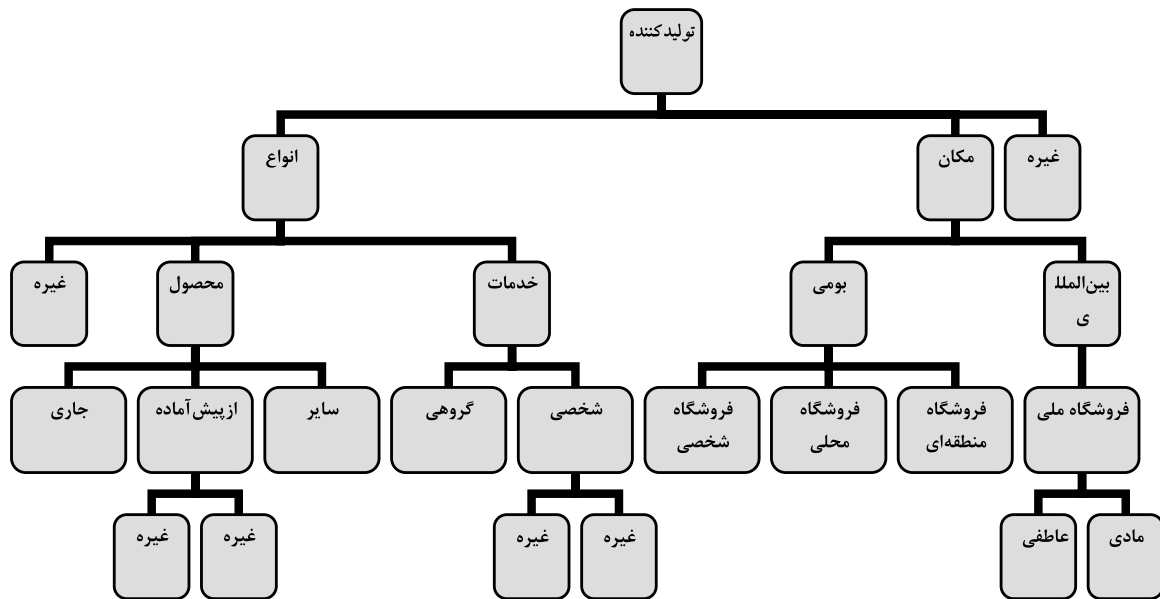 تولیدکننده
غیره
مکان
انواع
بین‌المللـ
ی
بومی
خدمات
محصول
غیره
فروشگاه ملی
فروشگاه
منطقه‌ای
فروشگاه
محلی
فروشگاه
شخصی
شخصی
گروهی
سایر
ازپیش‌آماده
جاری
مادی
عاطفی
غیره
غیره
غیره
غیره